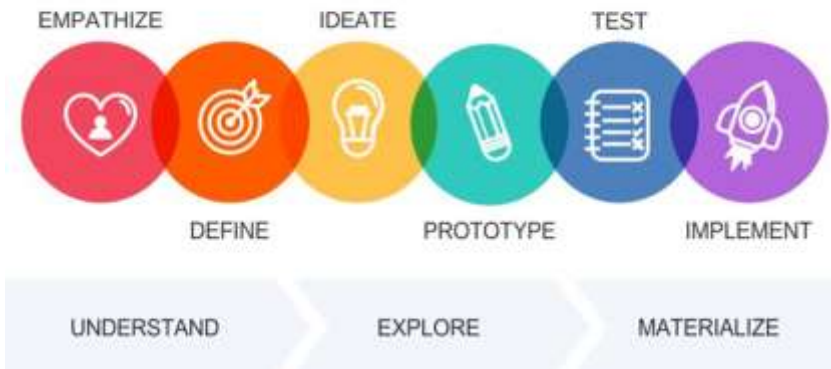 EMPATHIZE IDEATE TEST
DEFINE PROTOTYPE IMPLEMENT
UNDERSTAND EXPLORE MATERIALIZE